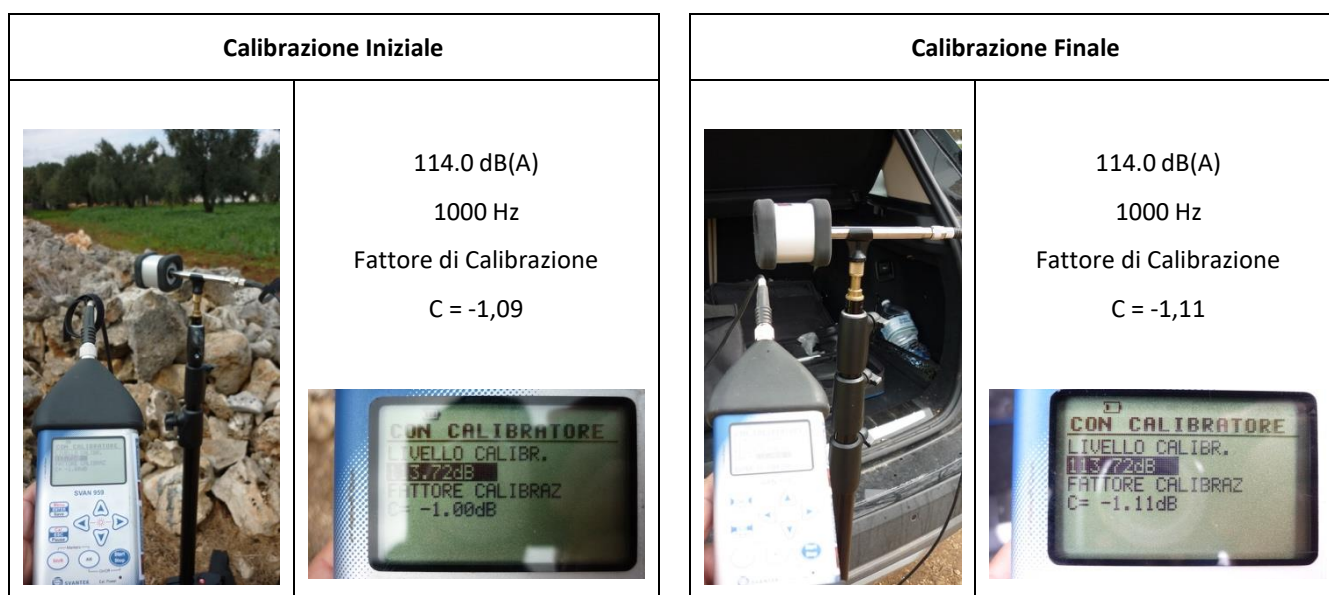 Calibrazione Iniziale
114.0 dB(A)
1000 Hz
Fattore di Calibrazione
C = -1,09
CON CALIBRATORE
LIVELLO CALIBR.
3.72dB
FATTORE CALIBRAZ
C= -1.00dB
SVAN 959
Calibrazione Finale
114.0 dB(A)
1000 Hz
Fattore di Calibrazione
C = -1,11
CON CALIBRATORE
LIVELLO CALIBR.
113.72dB
FATTORE CALIBRAZ
C= -1.11dB